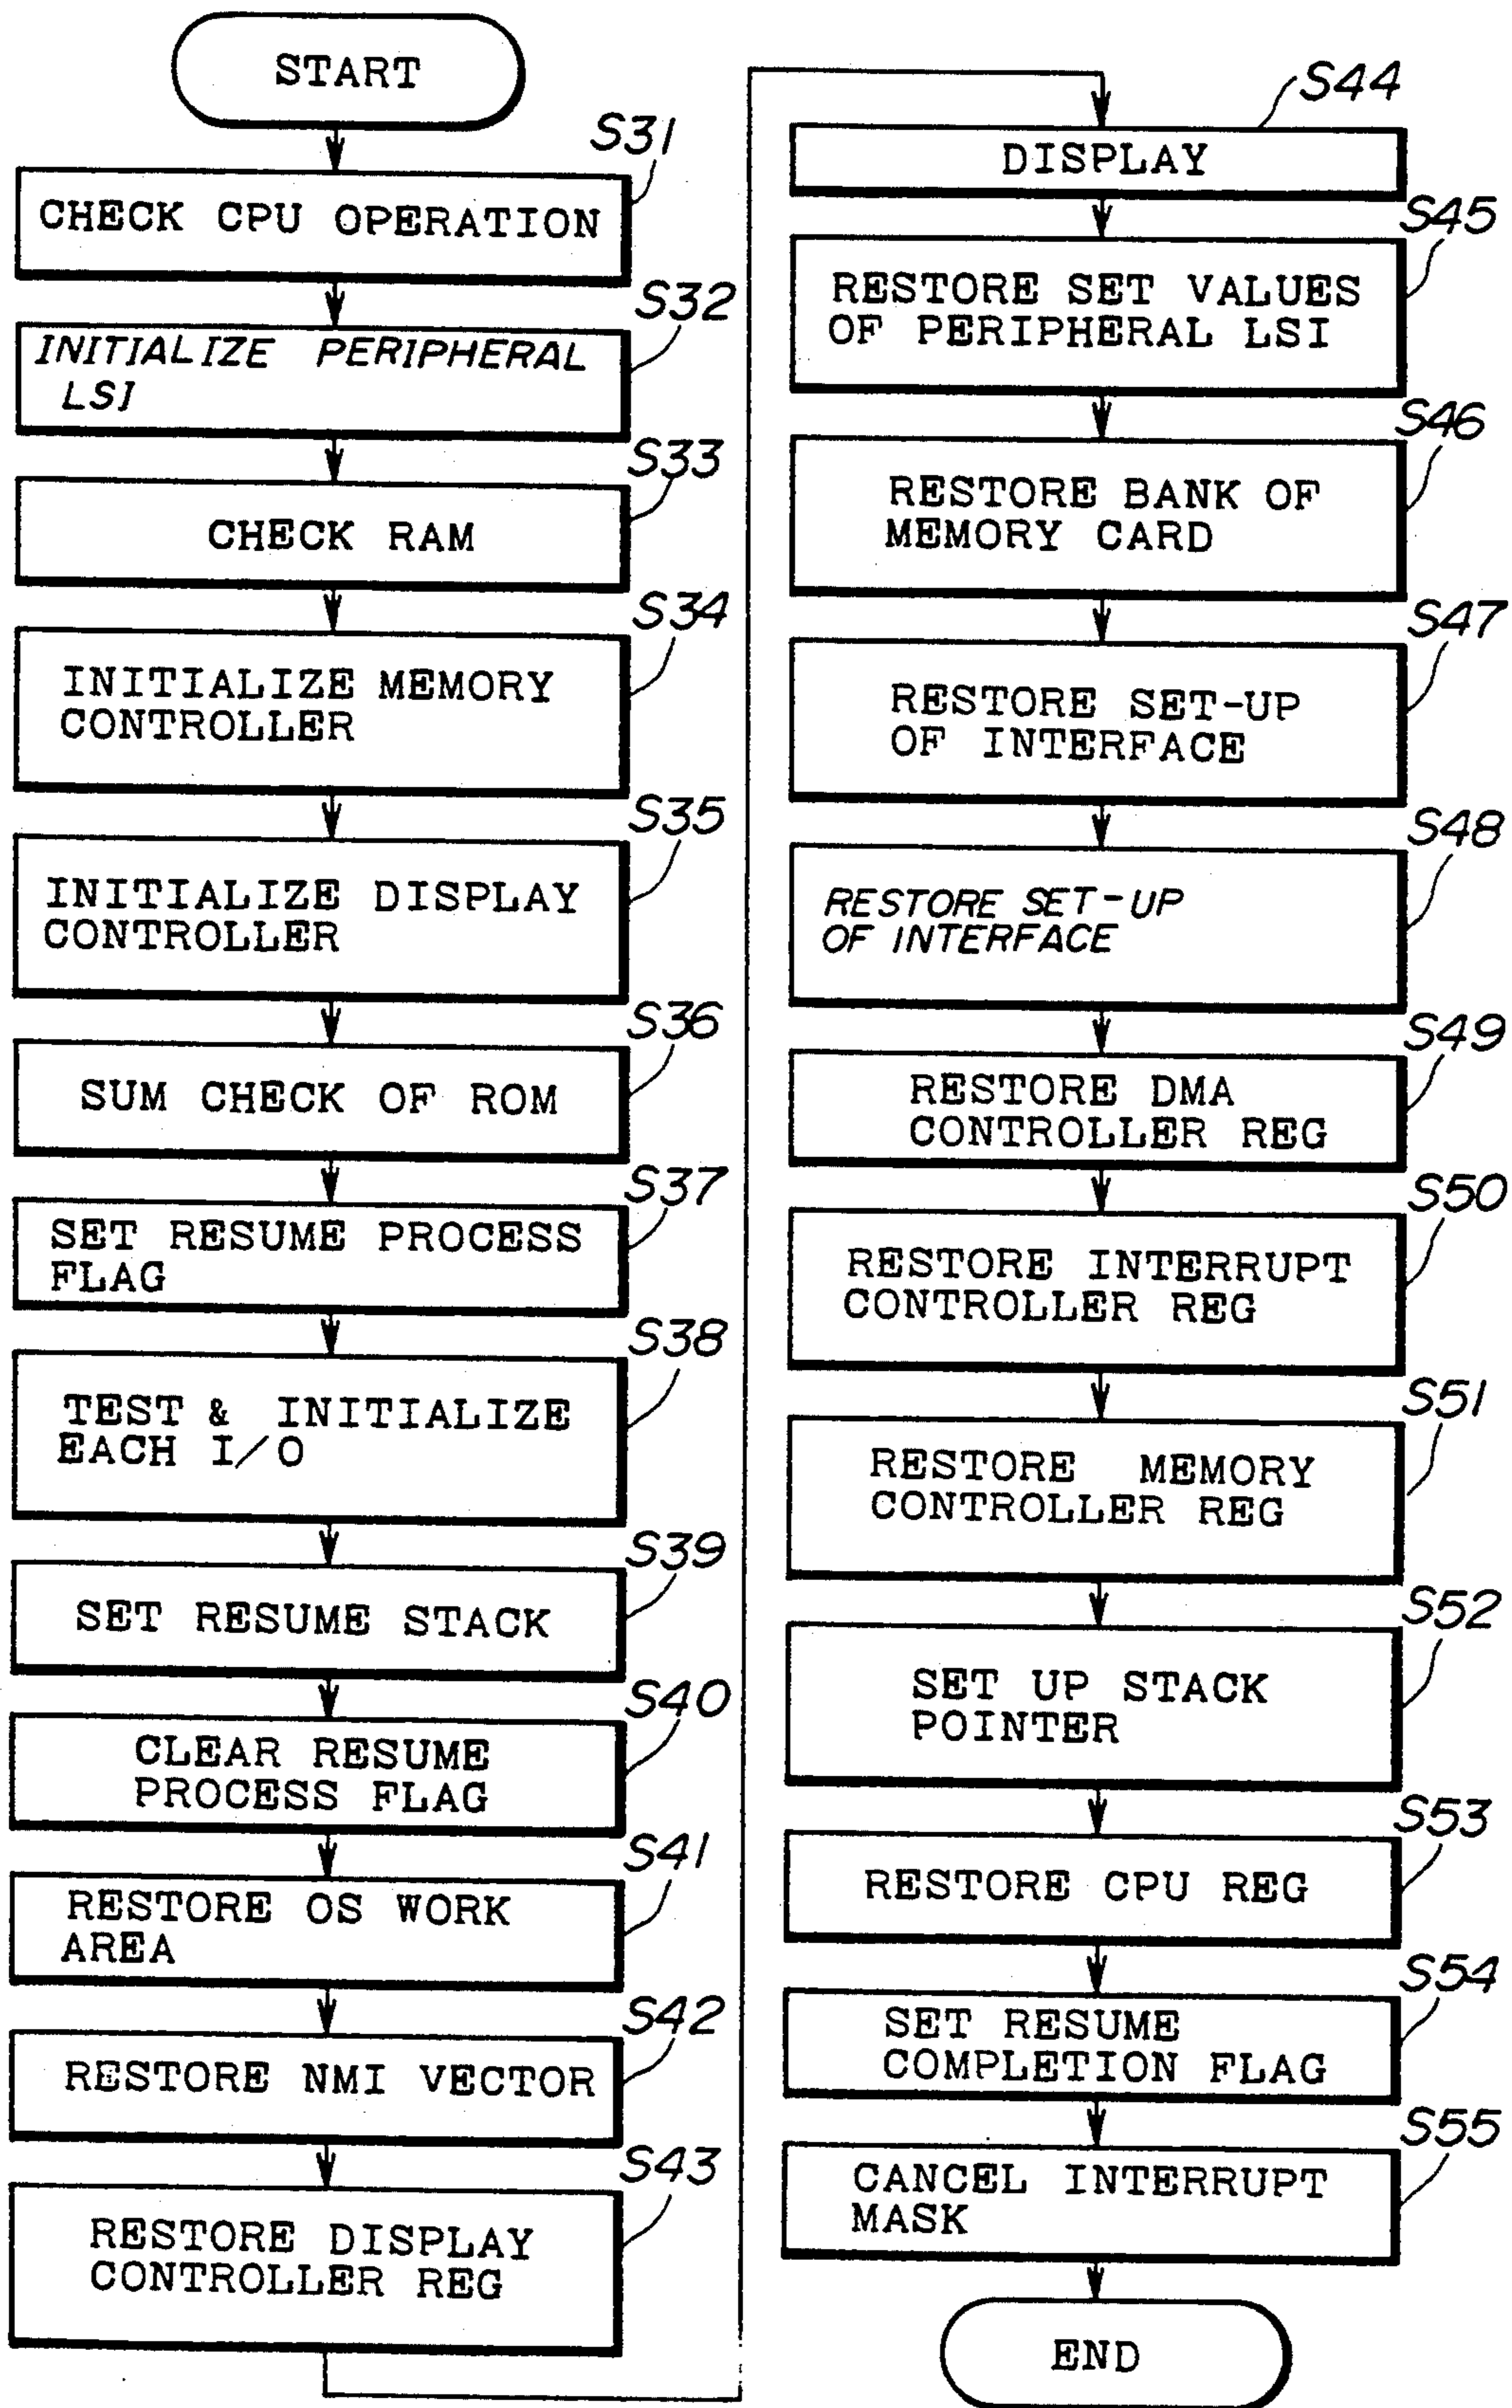 START
S31
CHECK CPU OPERATION
S32
INITIALIZE PERIPHERAL
LSI
S33
CHECK RAM
S34
INITIALIZE MEMORY
CONTROLLER
S35
INITIALIZE DISPLAY
CONTROLLER
S36
SUM CHECK OF ROM
S37
SET RESUME PROCESS
FLAG
S38
TEST & INITIALIZE
EACH I/O
S39
SET RESUME STACK
S40
CLEAR RESUME
PROCESS FLAG
S41
RESTORE OS WORK
AREA
S42
RESTORE NMI VECTOR
S43
RESTORE DISPLAY
CONTROLLER REG
S44
DISPLAY
S45
RESTORE SET VALUES
OF PERIPHERAL LSI
S46
RESTORE BANK OF
MEMORY CARD
S47
RESTORE SET-UP
OF INTERFACE
S48
RESTORE SET-UP
OF INTERFACE
S49
RESTORE DMA
CONTROLLER REG
S50
RESTORE INTERRUPT
CONTROLLER REG
S51
RESTORE MEMORY
CONTROLLER REG
S52
SET UP STACK
POINTER
S53
RESTORE CPU REG
S54
SET RESUME
COMPLETION FLAG
S55
CANCEL INTERRUPT
MASK
END